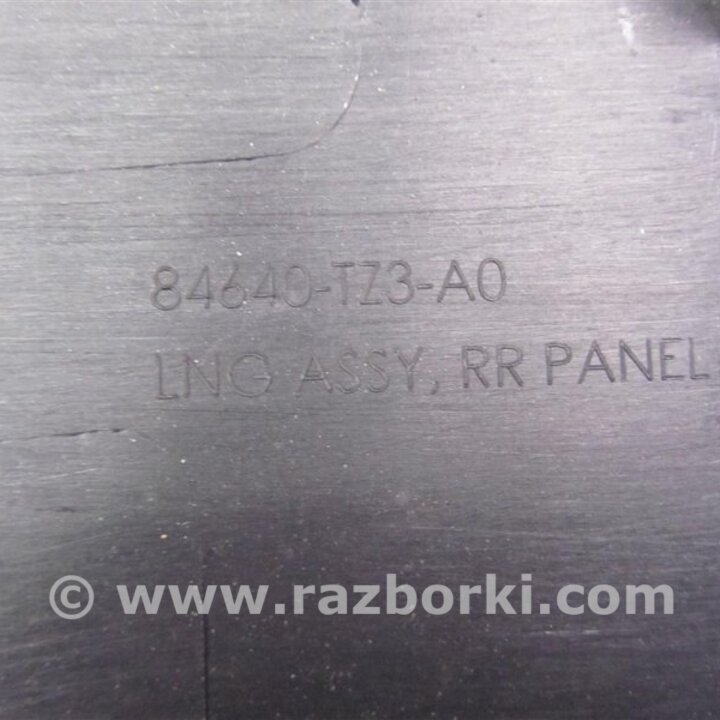 84640-TZ3-A0
LNG ASSY, RR PANEL
© www.razborki.com